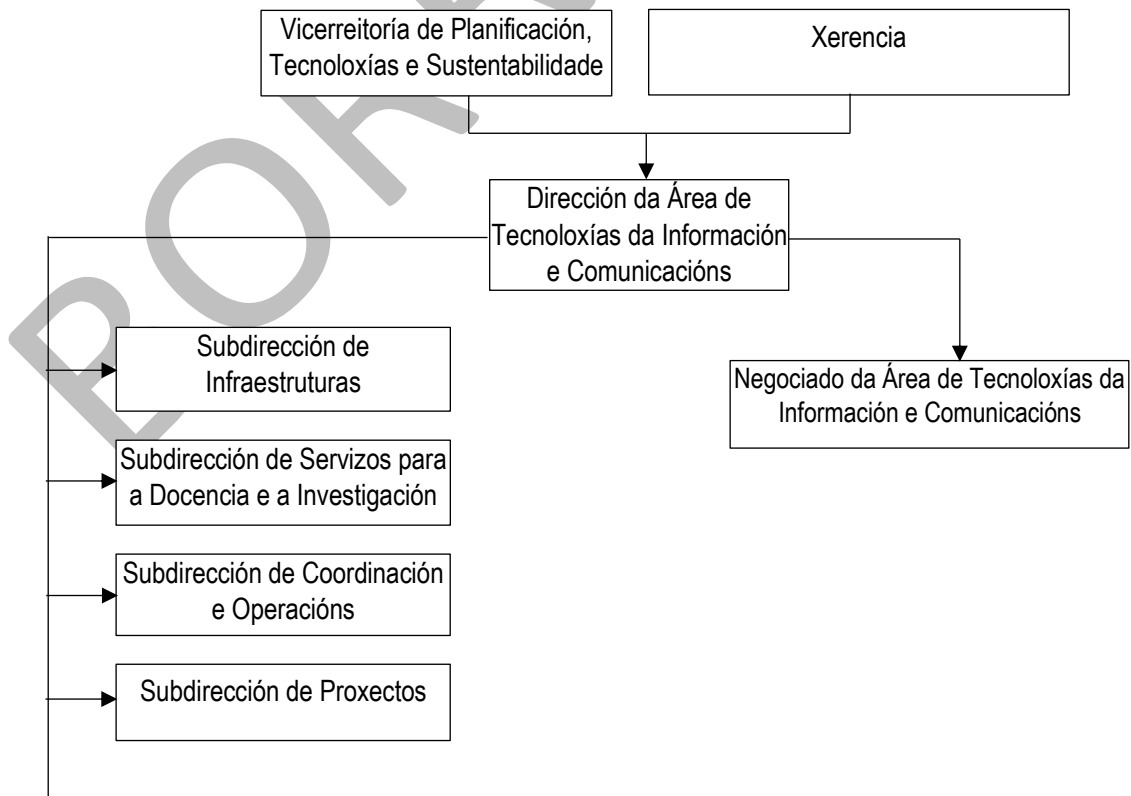 Vicerreitoría de Planificación,
Tecnoloxías e Sustentabilidade
Xerencia
Dirección da Área de
Tecnoloxías da Información
e Comunicacións
Subdirección de
Infraestruturas
Negociado da Área de Tecnoloxías da
Información e Comunicacións
Subdirección de Servizos para
a Docencia e a Investigación
Subdirección de Coordinación
e Operacións
Subdirección de Proxectos